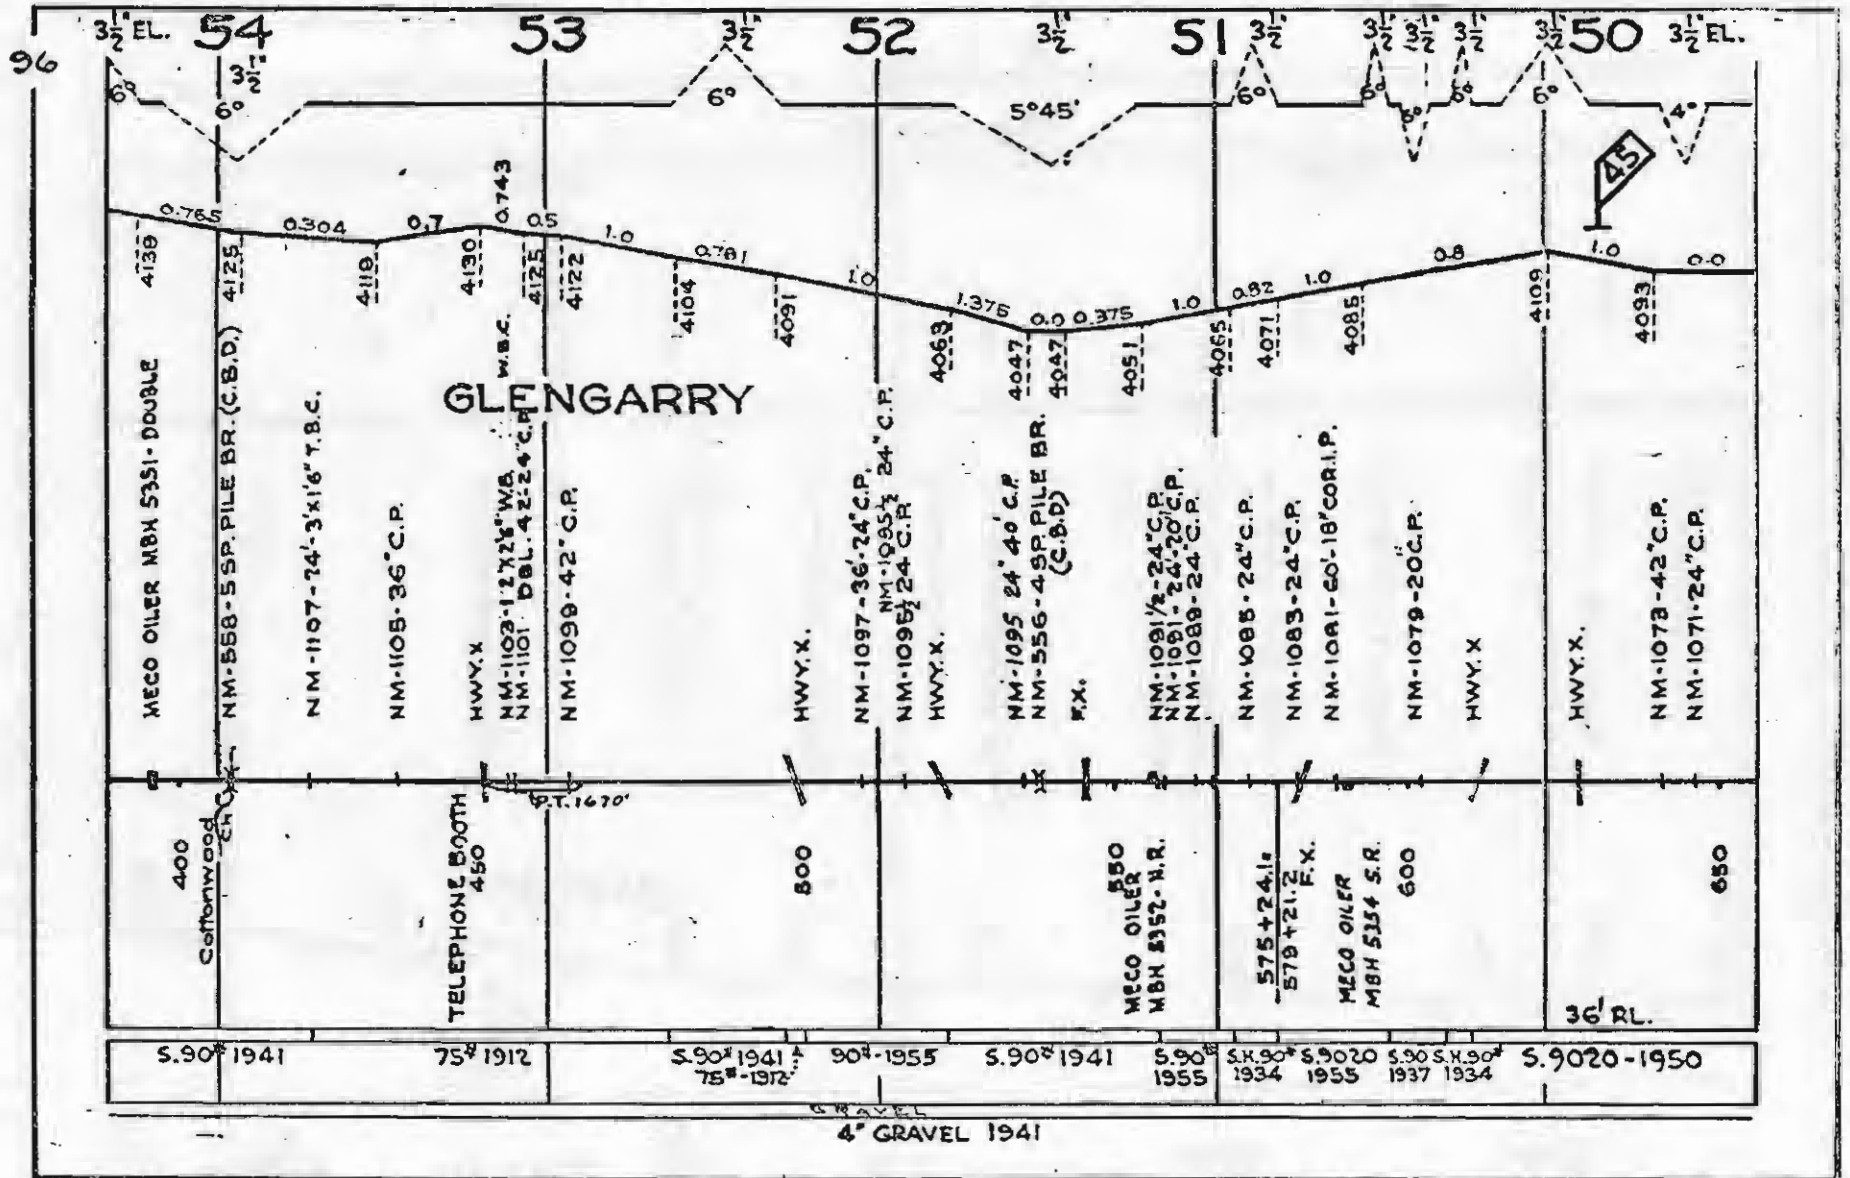 96
3½" EL. 54 53 3½" 52 3½" 51 3½" 3½" 3½" 3½" 3½" 50 3½" EL.
3½"
6° 6° 6° 5°45' 6° 6° 6° 6° 6° 4°
45
0.765 0.304 0.7 0.743 0.5 1.0 0.781 1.0 1.375 0.0 0.375 1.0 0.82 1.0 0.8 1.0 0.0
4139 4125 4118 4130 4125 4122 4104 4091 4063 4047 4047 4051 4065 4071 4085 4109 4093
GLENGARRY
MECO OILER MBH 5351-DOUBLE
NM-558-5 SP. PILE BR. (C.B.D.)
NM-1107-24'-3'X1'6" T.B.C.
NM-1105-36" C.P.
HWY. X
NM-1103-1'2"X2'8" W.B. W.B.C.
NM-1101 DBL. 42"-24" C.P.
NM-1099-42" C.P.
HWY. X.
NM-1097-36'-24" C.P.
NM-1095½ 24" C.P.
NM-1095½ 24" C.P.
HWY. X.
NM-1095 24" 40' C.P.
NM-556-4 SP. PILE BR.
(C.B.D)
F.X.
NM-1091 1/2-24" C.P.
NM-1091-24'-20" C.P.
NM-1089-24" C.P.
NM-1085-24" C.P.
NM-1083-24" C.P.
NM-1081-60'-18" COR.I.P.
NM-1079-20" C.P.
HWY. X
HWY. X.
NM-1073-42" C.P.
NM-1071-24" C.P.
P.T. 1670'
400
Cottonwood
CH
TELEPHONE BOOTH
450
500
550
MECO OILER
MBH 5352-H.R.
575+24.1=
579+21.2
F.X.
MECO OILER
MBH 5354 S.R.
600
650
36' RL.
S.90# 1941 75# 1912 S.90# 1941 90#-1955 S.90# 1941 S.90# S.H.90# S.9020 S.90 S.H.90# S.9020-1950
75#-1912 1955 1934 1955 1937 1934
GRAVEL
4" GRAVEL 1941